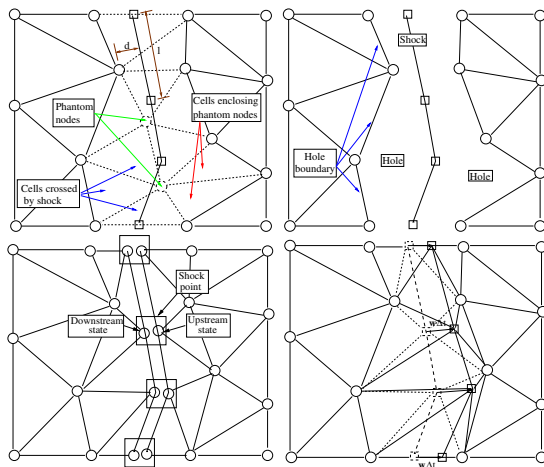 d
l
Phantom
nodes
Cells enclosing
phantom nodes
Cells crossed
by shock
Shock
Hole
boundary
Hole
Hole
Shock
point
Downstream
state
Upstream
state
wΔt
wΔt